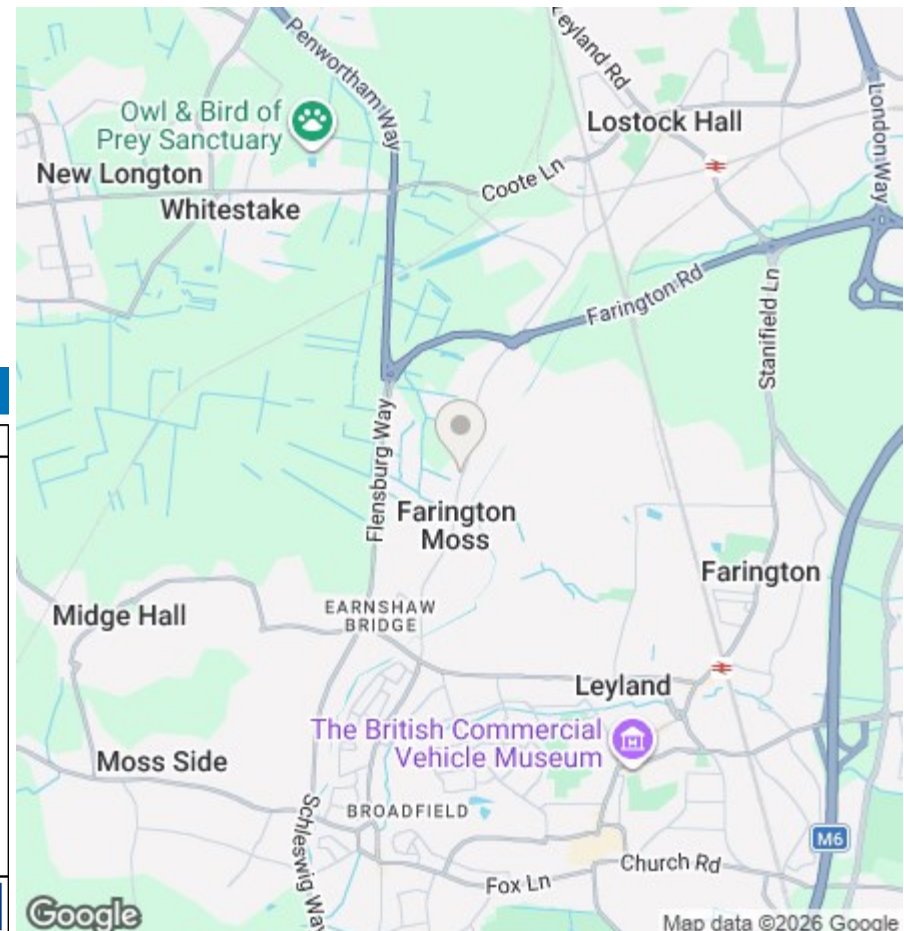 Penwortham Way
Leyland Rd
Owl & Bird of
Prey Sanctuary
Lostock Hall
London Way
New Longton
Coote Ln
Whitestake
Farington Rd
Stanifield Ln
Flensburg Way
Farington
Moss
Farington
Midge Hall
EARNSHAW
BRIDGE
Leyland
The British Commercial
Vehicle Museum
Moss Side
BROADFIELD
Schleswig Way
M6
Church Rd
Fox Ln
Google
Map data ©2026 Google